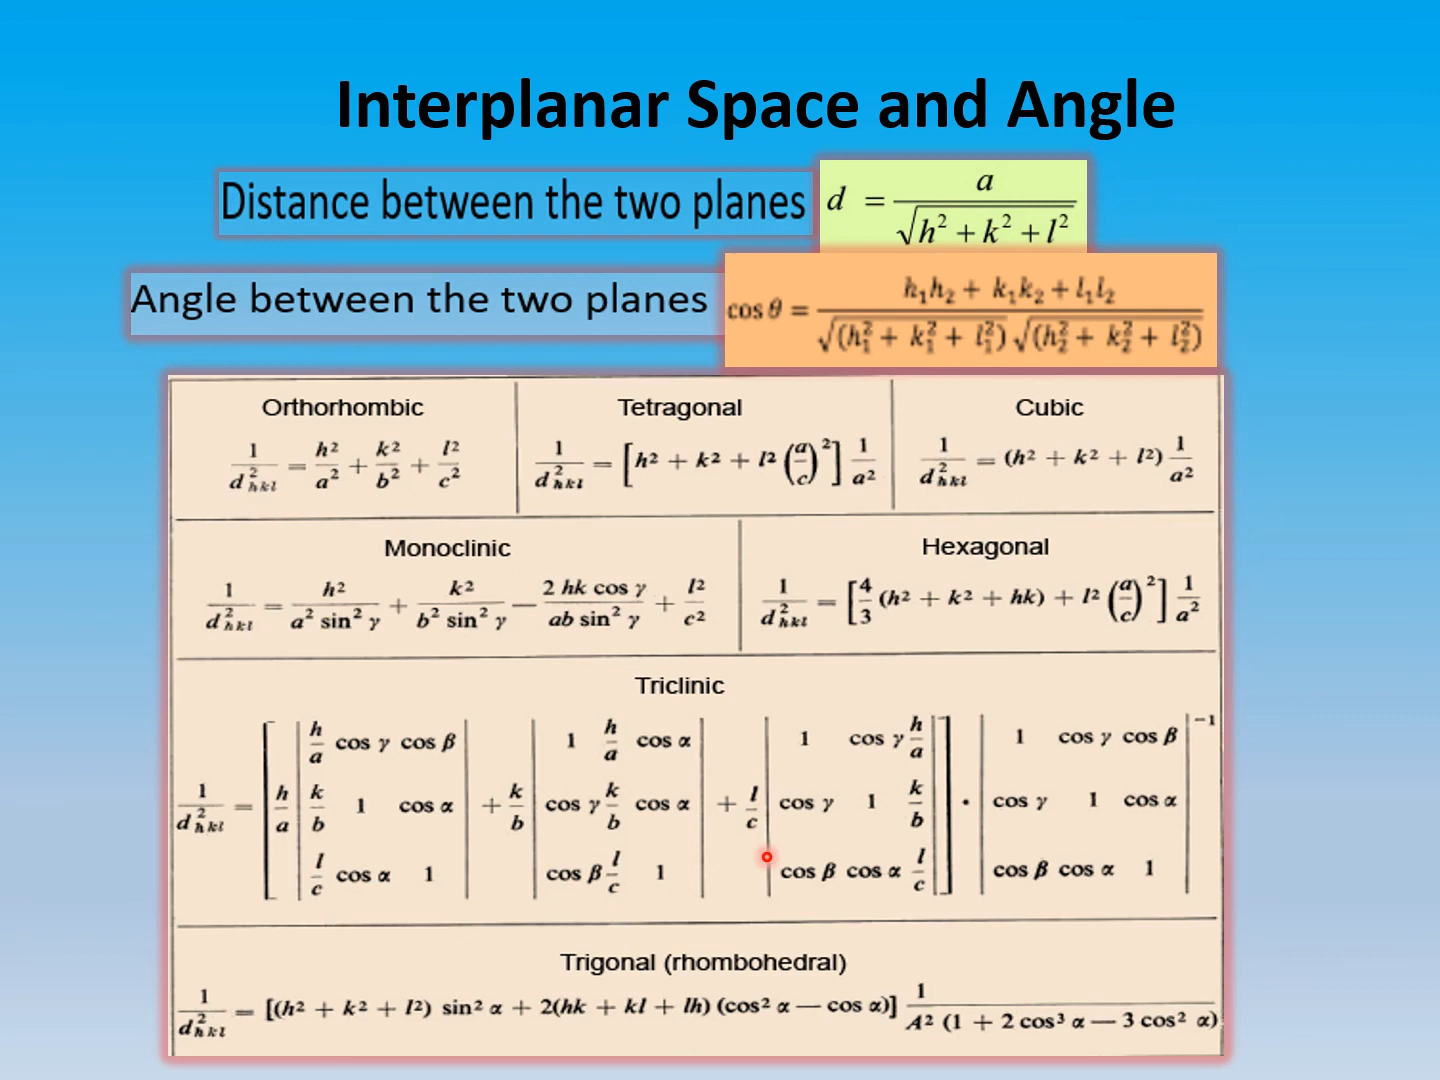 Interplanar Space and Angle
Distance between the two planes d = a / √(h² + k² + l²)
Angle between the two planes cos θ = (h₁h₂ + k₁k₂ + l₁l₂) / (√(h₁² + k₁² + l₁²) √(h₂² + k₂² + l₂²))
Orthorhombic Tetragonal Cubic
1/d²hkl = h²/a² + k²/b² + l²/c² 1/d²hkl = [h² + k² + l² (a/c)²] 1/a² 1/d²hkl = (h² + k² + l²) 1/a²
Monoclinic Hexagonal
1/d²hkl = h²/(a² sin² γ) + k²/(b² sin² γ) − (2 hk cos γ)/(ab sin² γ) + l²/c² 1/d²hkl = [4/3 (h² + k² + hk) + l² (a/c)²] 1/a²
Triclinic
1/d²hkl = [h/a |h/a cos γ cos β; k/b 1 cos α; l/c cos α 1| + k/b |1 h/a cos α; cos γ k/b cos α; cos β l/c 1| + l/c |1 cos γ h/a; cos γ 1 k/b; cos β cos α l/c|] · |1 cos γ cos β; cos γ 1 cos α; cos β cos α 1|⁻¹
Trigonal (rhombohedral)
1/d²hkl = [(h² + k² + l²) sin² α + 2(hk + kl + lh) (cos² α − cos α)] 1/(A² (1 + 2 cos³ α − 3 cos² α))